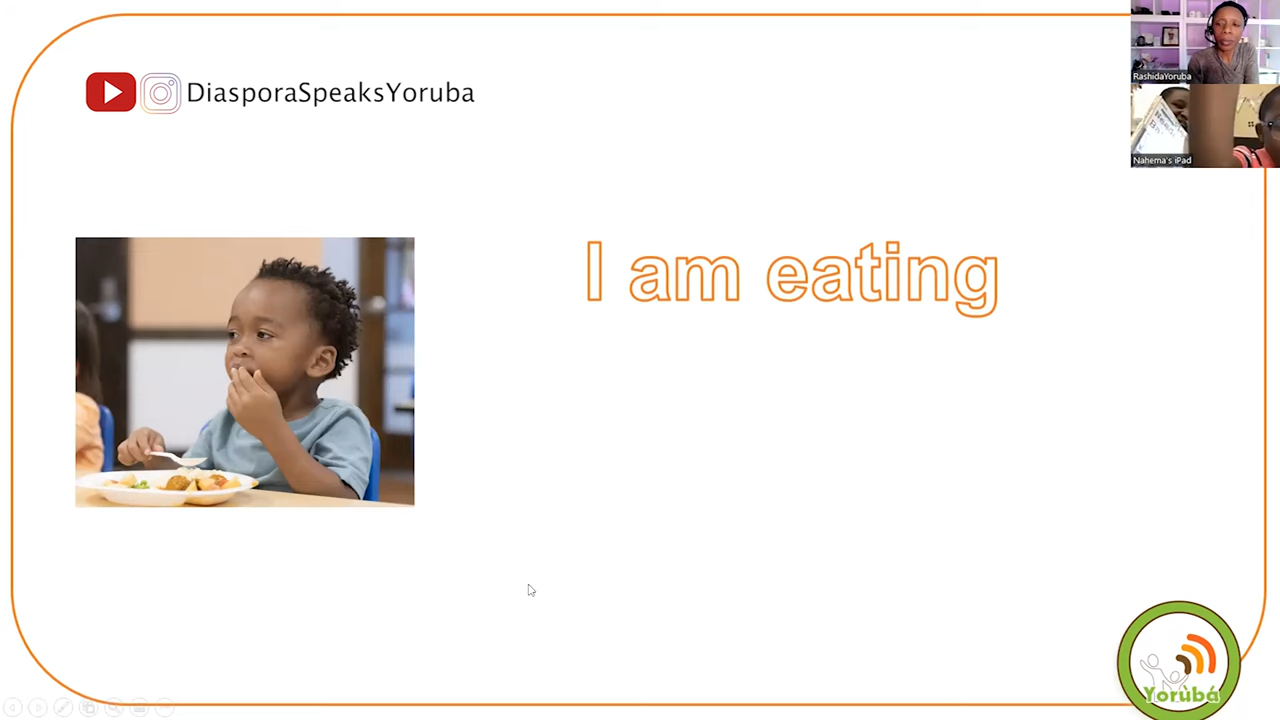 DiasporaSpeaksYoruba
RashidaYoruba
Nahema's iPad
I am eating
Yorùbá